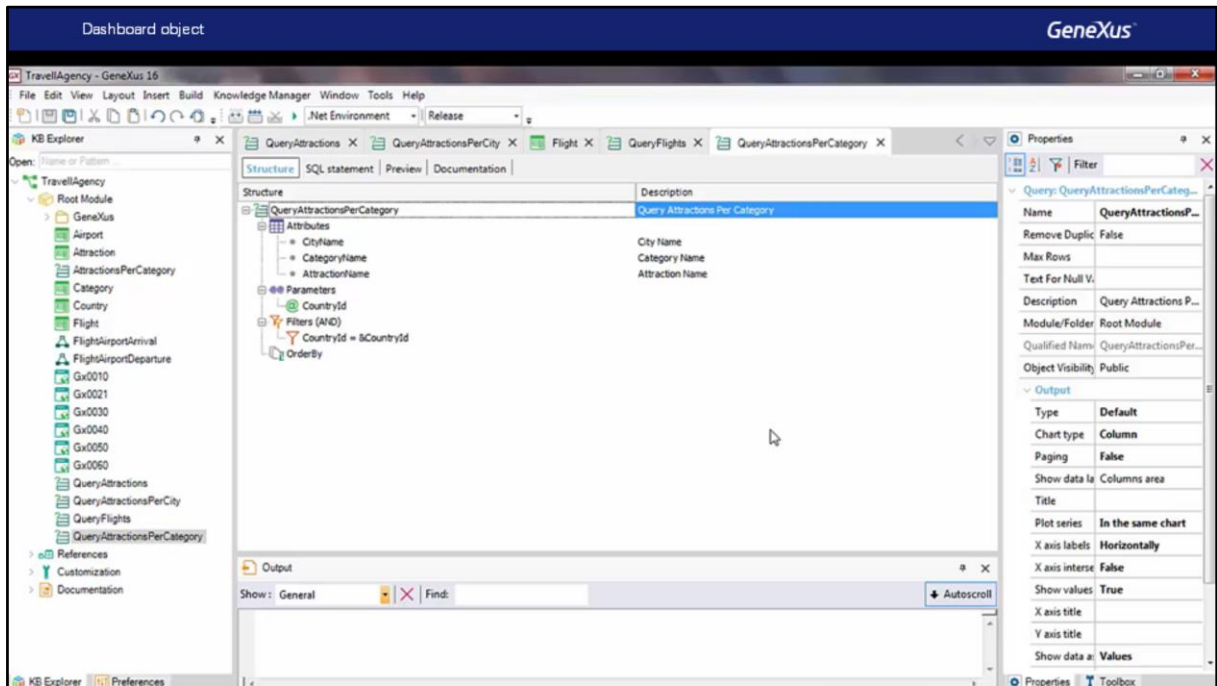 Dashboard object
GeneXus
TravellAgency - GeneXus 16
File Edit View Layout Insert Build Knowledge Manager Window Tools Help
.Net Environment Release
KB Explorer
Open: Name or Pattern ...
TravellAgency
Root Module
GeneXus
Airport
Attraction
AttractionsPerCategory
Category
Country
Flight
FlightAirportArrival
FlightAirportDeparture
Gx0010
Gx0021
Gx0030
Gx0040
Gx0050
Gx0060
QueryAttractions
QueryAttractionsPerCity
QueryFlights
QueryAttractionsPerCategory
References
Customization
Documentation
KB Explorer Preferences
QueryAttractions QueryAttractionsPerCity Flight QueryFlights QueryAttractionsPerCategory
Structure SQL statement Preview Documentation
Structure Description
QueryAttractionsPerCategory Query Attractions Per Category
Attributes
CityName City Name
CategoryName Category Name
AttractionName Attraction Name
Parameters
CountryId
Filters (AND)
CountryId = &CountryId
OrderBy
Output
Show: General Find: Autoscroll
Properties
Filter
Query: QueryAttractionsPerCateg...
Name QueryAttractionsP...
Remove Duplic False
Max Rows
Text For Null V
Description Query Attractions P...
Module/Folder Root Module
Qualified Nam QueryAttractionsPer...
Object Visibility Public
Output
Type Default
Chart type Column
Paging False
Show data la Columns area
Title
Plot series In the same chart
X axis labels Horizontally
X axis interse False
Show values True
X axis title
Y axis title
Show data a Values
Properties Toolbox